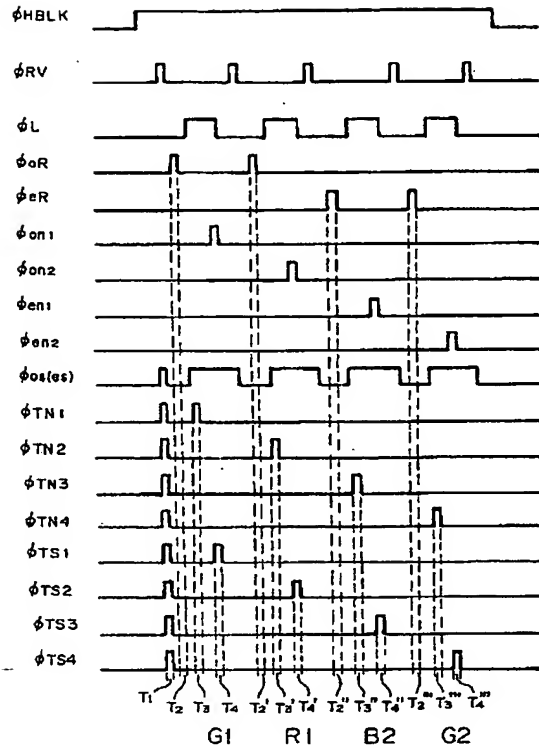 φHBLK
φRV
φL
φoR
φeR
φon1
φon2
φen1
φen2
φos(es)
φTN1
φTN2
φTN3
φTN4
φTS1
φTS2
φTS3
φTS4
T1 T2 T3 T4 T2' T3' T4' T2" T3" T4" T2''' T3''' T4'''
G1 R1 B2 G2